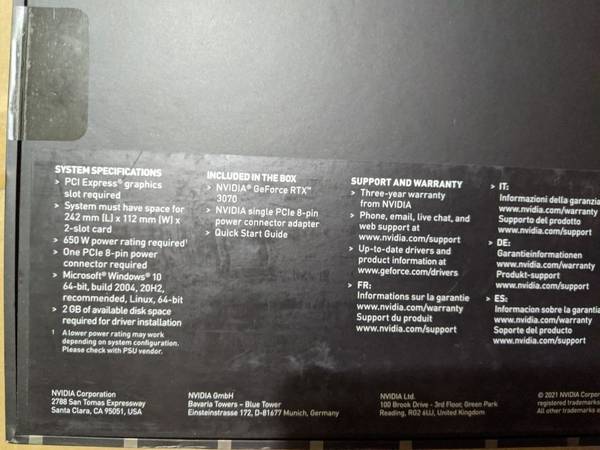 SYSTEM SPECIFICATIONS
> PCI Express® graphics
slot required
> System must have space for
242 mm (L) x 112 mm (W) x
2-slot card
> 650 W power rating required¹
> One PCIe 8-pin power
connector required
> Microsoft® Windows® 10
64-bit, build 2004, 20H2,
recommended, Linux, 64-bit
> 2 GB of available disk space
required for driver installation
¹ A lower power rating may work
depending on system configuration.
Please check with PSU vendor.
INCLUDED IN THE BOX
> NVIDIA® GeForce RTX™
3070
> NVIDIA single PCIe 8-pin
power connector adapter
> Quick Start Guide
SUPPORT AND WARRANTY
> Three-year warranty
from NVIDIA
> Phone, email, live chat, and
web support at
www.nvidia.com/support
> Up-to-date drivers and
product information at
www.geforce.com/drivers
> FR:
Informations sur la garantie
www.nvidia.com/warranty
Support du produit
www.nvidia.com/support
> IT:
Informazioni della garanzia
www.nvidia.com/warranty
Supporto del prodotto
www.nvidia.com/support
> DE:
Garantieinformationen
www.nvidia.com/warranty
Produkt-support
www.nvidia.com/support
> ES:
Informacion sobre la garantia
www.nvidia.com/warranty
Soporte del producto
www.nvidia.com/support
NVIDIA Corporation
2788 San Tomas Expressway
Santa Clara, CA 95051, USA
NVIDIA GmbH
Bavaria Towers – Blue Tower
Einsteinstrasse 172, D-81677 Munich, Germany
NVIDIA Ltd.
100 Brook Drive - 3rd Floor, Green Park
Reading, RG2 6UJ, United Kingdom
© 2021 NVIDIA Corpor
registered trademarks
All other trademarks a